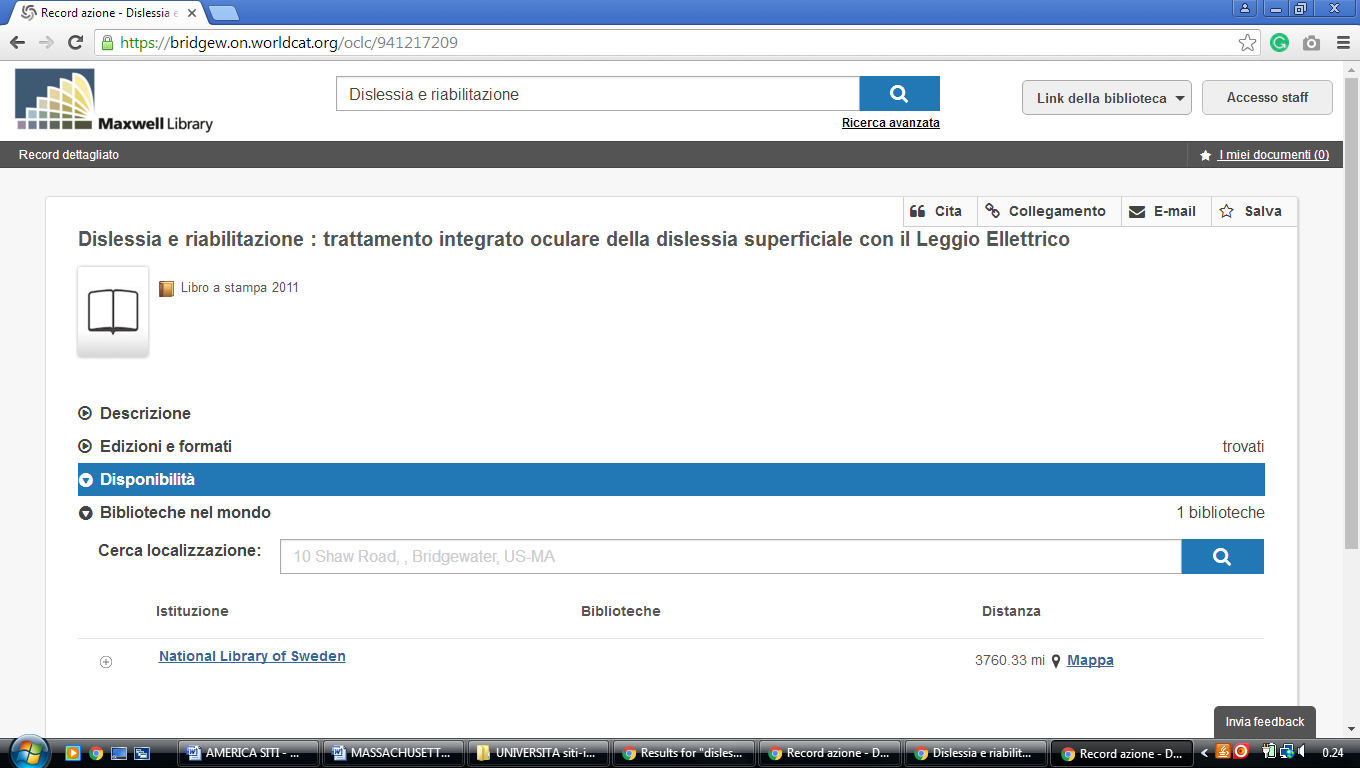 Record azione - Dislessia e
https://bridgew.on.worldcat.org/oclc/941217209
Maxwell Library
Dislessia e riabilitazione
Ricerca avanzata
Link della biblioteca
Accesso staff
Record dettagliato
I miei documenti (0)
Cita
Collegamento
E-mail
Salva
Dislessia e riabilitazione : trattamento integrato oculare della dislessia superficiale con il Leggio Ellettrico
Libro a stampa 2011
Descrizione
Edizioni e formati
trovati
Disponibilità
Biblioteche nel mondo
1 biblioteche
Cerca localizzazione:
10 Shaw Road, , Bridgewater, US-MA
Istituzione
Biblioteche
Distanza
National Library of Sweden
3760.33 mi
Mappa
Invia feedback
AMERICA SITI - ...
MASSACHUSETT...
UNIVERSITA siti-i...
Results for "disles...
Record azione - D...
Dislessia e riabilit...
Record azione - D...
0.24